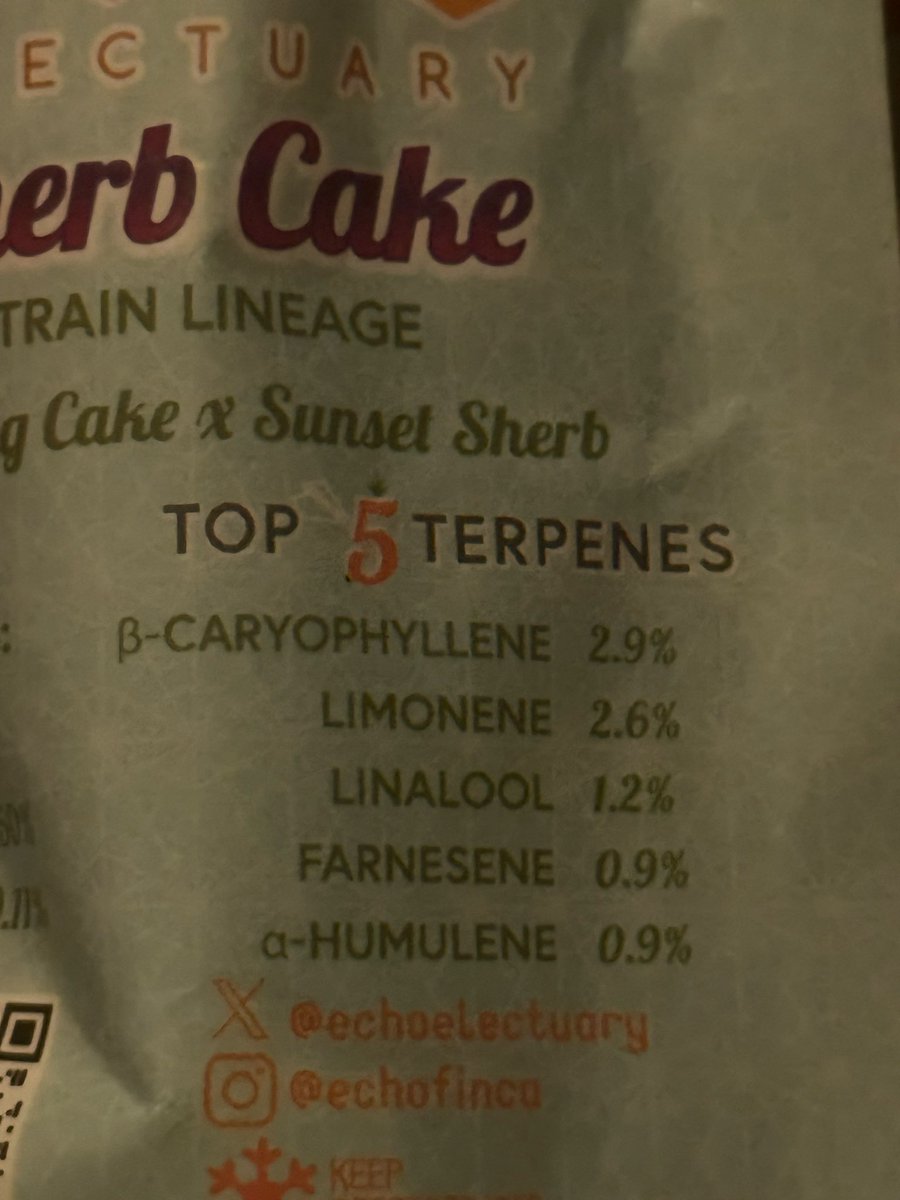 ECTUARY
erb Cake
TRAIN LINEAGE
g Cake x Sunset Sherb
TOP 5 TERPENES
: β-CARYOPHYLLENE 2.9%
LIMONENE 2.6%
LINALOOL 1.2%
FARNESENE 0.9%
α-HUMULENE 0.9%
@echoelectuary
@echofinca
KEEP